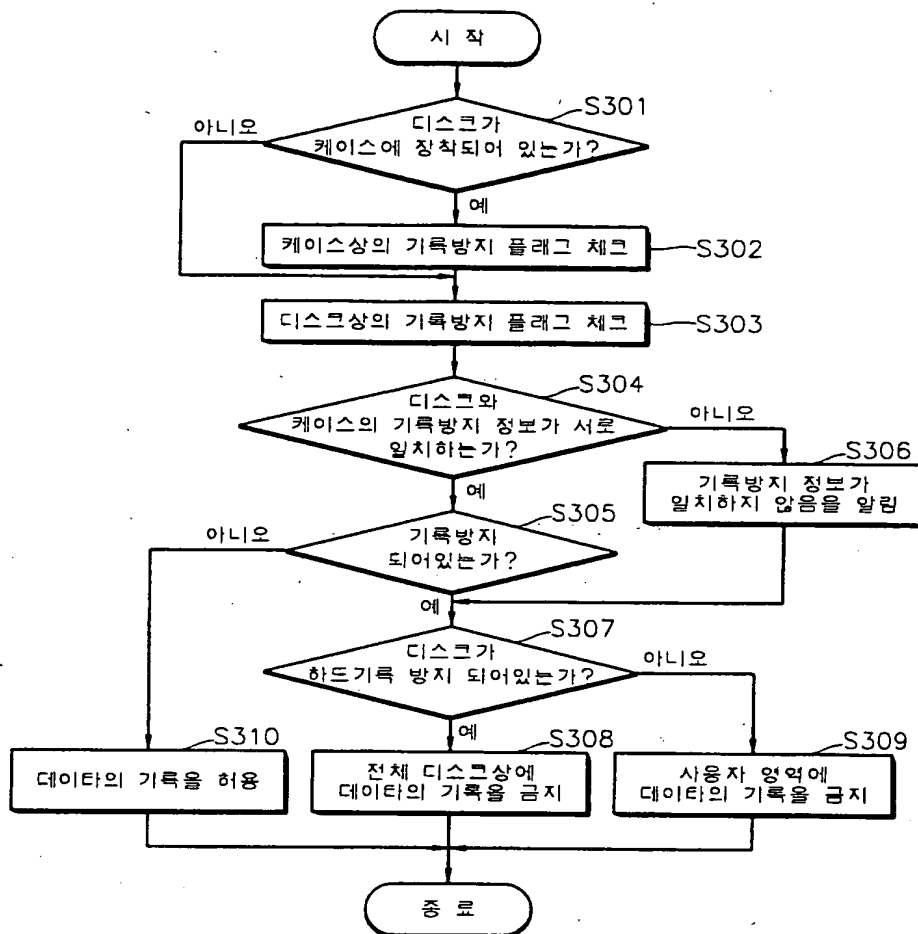 시 작
S301
아니오
디스크가
케이스에 장착되어 있는가?
예
케이스상의 기록방지 플래그 체크
S302
디스크상의 기록방지 플래그 체크
S303
S304
디스크와
케이스의 기록방지 정보가 서로
일치하는가?
아니오
예
S306
기록방지 정보가
일치하지 않음을 알림
S305
아니오
기록방지
되어있는가?
예
S307
디스크가
하드기록 방지 되어있는가?
아니오
예
S310
데이타의 기록을 허용
S308
전체 디스크상에
데이타의 기록을 금지
S309
사용자 영역에
데이타의 기록을 금지
종 료